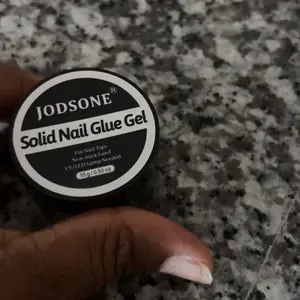 JODSONE®
Solid Nail Glue Gel
For Nail Tips
Non-stick hand
UV/LED Lamp Needed
15 g / 0.53 oz